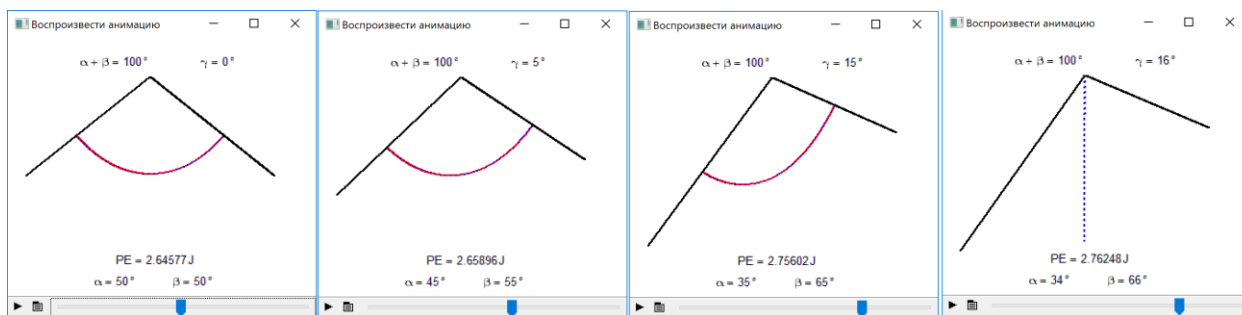 Воспроизвести анимацию
α + β = 100° γ = 0°
PE = 2.64577J
α = 50° β = 50°
Воспроизвести анимацию
α + β = 100° γ = 5°
PE = 2.65896J
α = 45° β = 55°
Воспроизвести анимацию
α + β = 100° γ = 15°
PE = 2.75602J
α = 35° β = 65°
Воспроизвести анимацию
α + β = 100° γ = 16°
PE = 2.76248J
α = 34° β = 66°